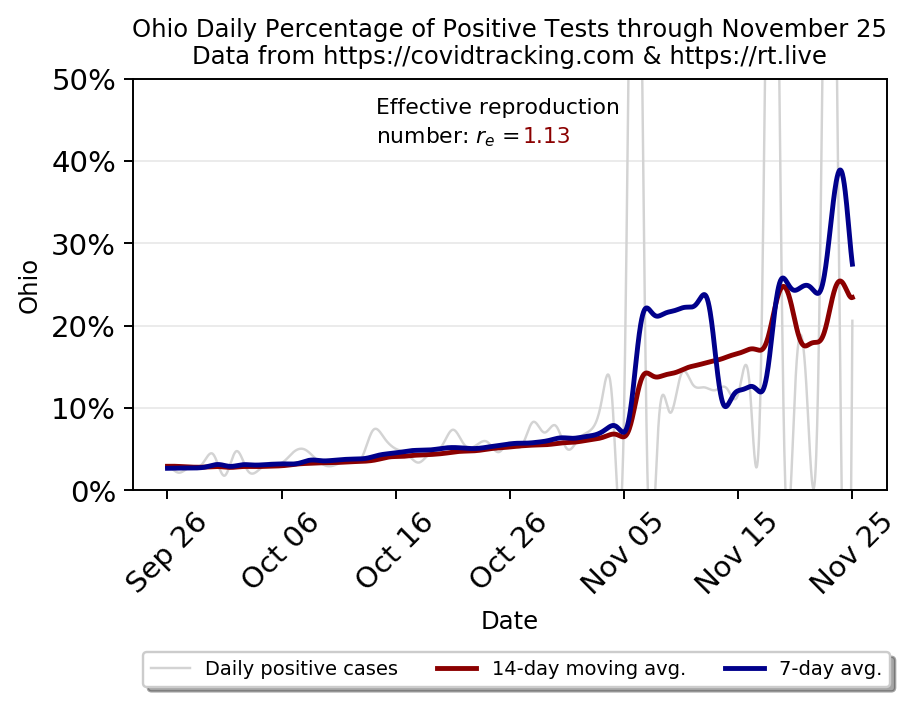 Ohio Daily Percentage of Positive Tests through November 25
Data from https://covidtracking.com & https://rt.live
Effective reproduction
number: rₑ =1.13
50%
40%
30%
20%
10%
0%
Ohio
Sep 26
Oct 06
Oct 16
Oct 26
Nov 05
Nov 15
Nov 25
Date
Daily positive cases
14-day moving avg.
7-day avg.